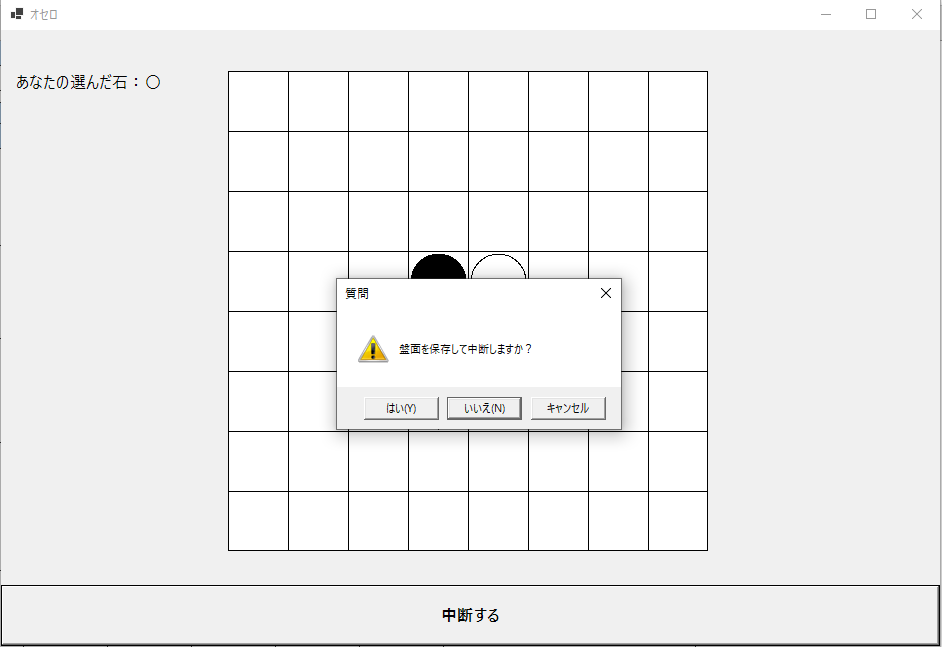 オセロ
あなたの選んだ石：〇
質問
盤面を保存して中断しますか？
はい(Y)
いいえ(N)
キャンセル
中断する